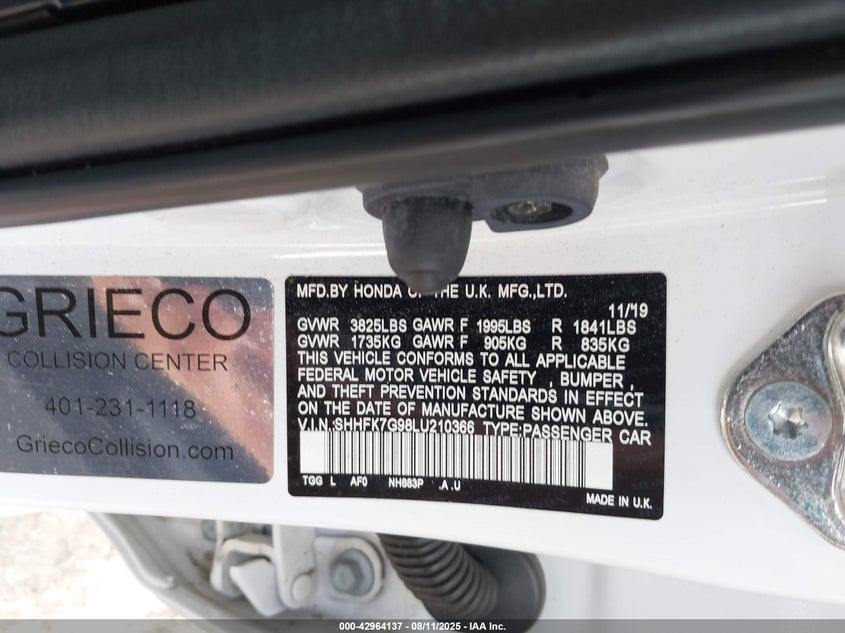 GRIECO
COLLISION CENTER
401-231-1118
GriecoCollision.com
MFD.BY HONDA OF THE U.K. MFG.,LTD.
11/19
GVWR 3825LBS GAWR F 1995LBS R 1841LBS
GVWR 1735KG GAWR F 905KG R 835KG
THIS VEHICLE CONFORMS TO ALL APPLICABLE
FEDERAL MOTOR VEHICLE SAFETY , BUMPER ,
AND THEFT PREVENTION STANDARDS IN EFFECT
ON THE DATE OF MANUFACTURE SHOWN ABOVE.
V.I.N.:SHHFK7G98LU210366 TYPE:PASSENGER CAR
TGG L AF0 NH883P .A .U
MADE IN U.K.
000-42964137 - 08/11/2025 - IAA Inc.